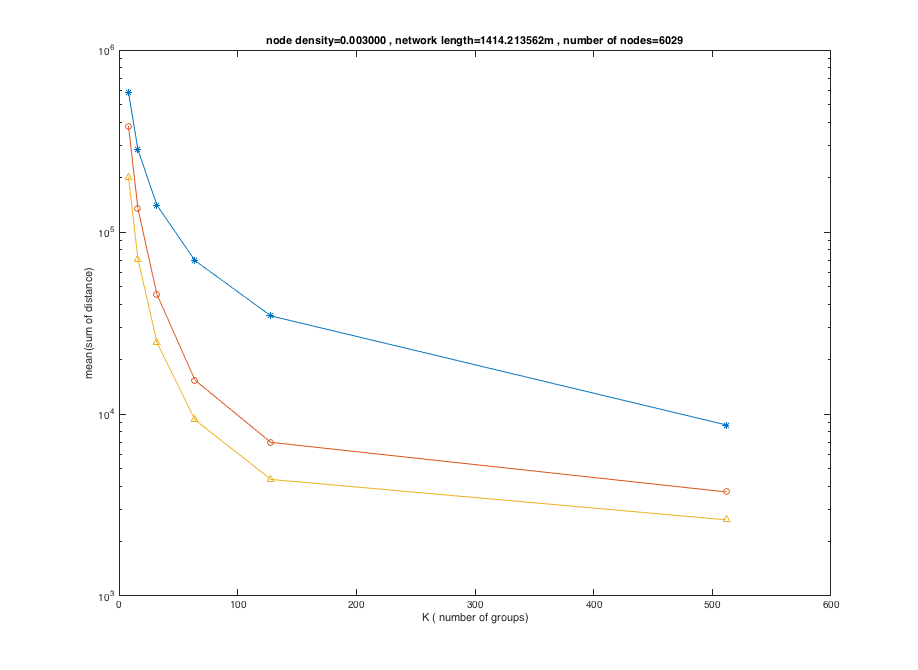 node density=0.003000 , network length=1414.213562m , number of nodes=6029
10^6
10^5
10^4
10^3
mean(sum of distance)
0 100 200 300 400 500 600
K ( number of groups)